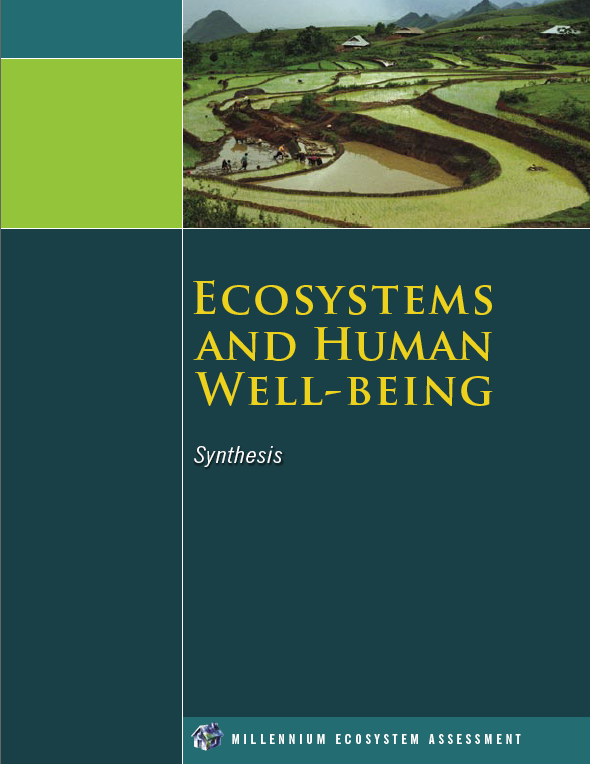 Ecosystems
and Human
Well-being
Synthesis
MILLENNIUM ECOSYSTEM ASSESSMENT